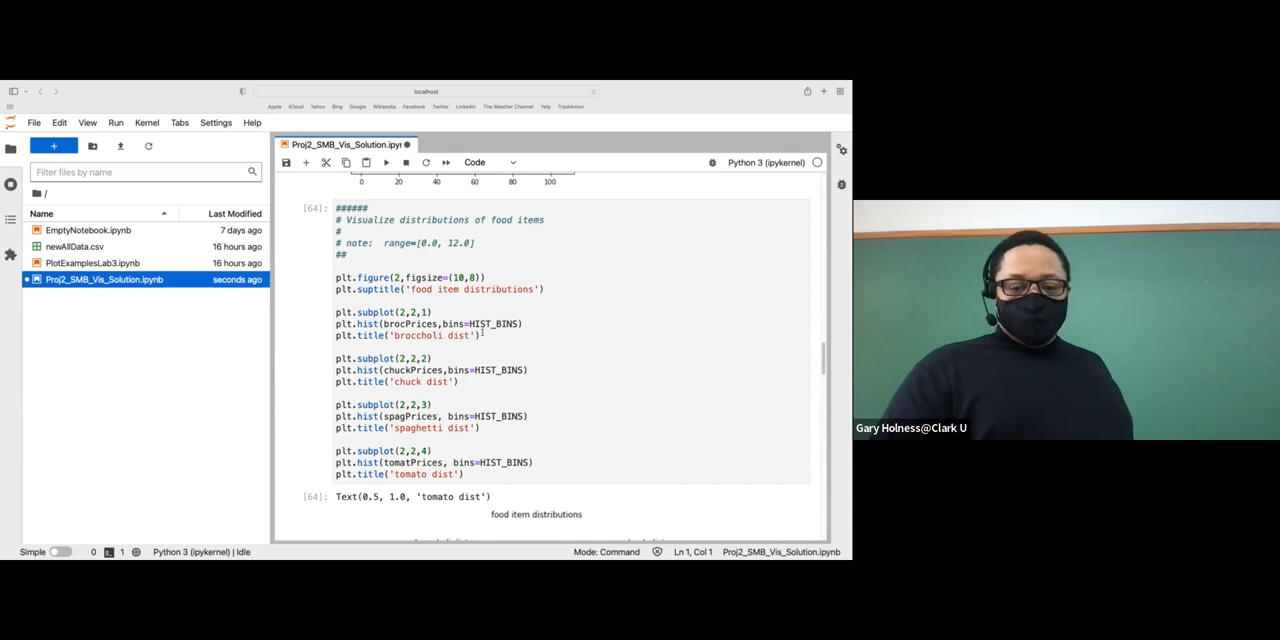 localhost
Apple iCloud Yahoo Bing Google Wikipedia Facebook Twitter LinkedIn The Weather Channel Yelp TripAdvisor
File Edit View Run Kernel Tabs Settings Help
Proj2_SMB_Vis_Solution.ipyn
Code
Python 3 (ipykernel)
Filter files by name
/
Name
Last Modified
EmptyNotebook.ipynb
7 days ago
newAllData.csv
16 hours ago
PlotExamplesLab3.ipynb
16 hours ago
Proj2_SMB_Vis_Solution.ipynb
seconds ago
0 20 40 60 80 100
[64]:
######
# Visualize distributions of food items
#
# note:  range=[0.0, 12.0]
##
plt.figure(2,figsize=(10,8))
plt.suptitle('food item distributions')
plt.subplot(2,2,1)
plt.hist(brocPrices,bins=HIST_BINS)
plt.title('broccholi dist')
plt.subplot(2,2,2)
plt.hist(chuckPrices,bins=HIST_BINS)
plt.title('chuck dist')
plt.subplot(2,2,3)
plt.hist(spagPrices, bins=HIST_BINS)
plt.title('spaghetti dist')
plt.subplot(2,2,4)
plt.hist(tomatPrices, bins=HIST_BINS)
plt.title('tomato dist')
[64]:
Text(0.5, 1.0, 'tomato dist')
food item distributions
Simple
0
1
Python 3 (ipykernel) | Idle
Mode: Command
Ln 1, Col 1
Proj2_SMB_Vis_Solution.ipynb
Gary Holness@Clark U